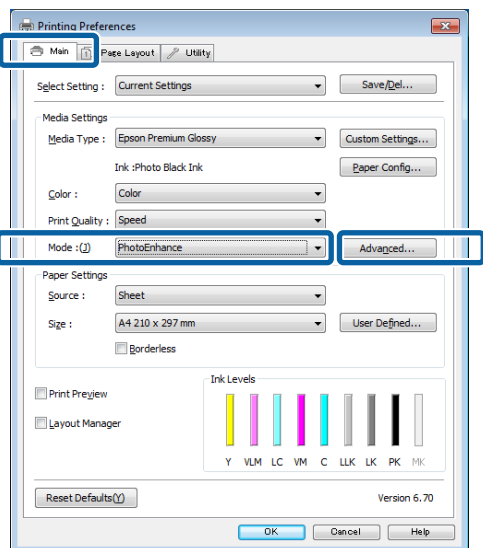 Printing Preferences
Main Page Layout Utility
Select Setting : Current Settings Save/Del...
Media Settings
Media Type : Epson Premium Glossy Custom Settings...
Ink :Photo Black Ink Paper Config...
Color : Color
Print Quality : Speed
Mode :(J) PhotoEnhance Advanced...
Paper Settings
Source : Sheet
Size : A4 210 x 297 mm User Defined...
Borderless
Ink Levels
Print Preview
Layout Manager
Y VLM LC VM C LLK LK PK MK
Reset Defaults(Y) Version 6.70
OK Cancel Help